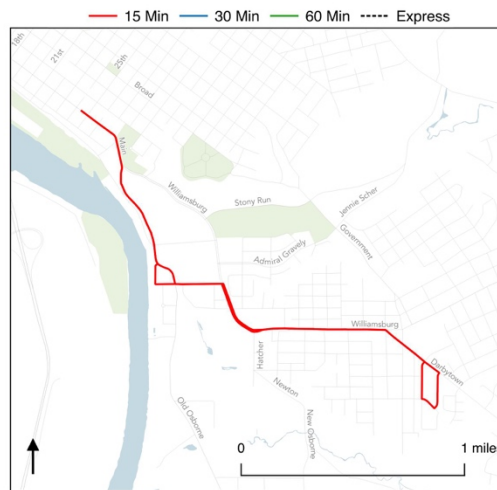 15 Min 30 Min 60 Min Express
18th
21st
25th
Broad
Main
Williamsburg
Stony Run
Jennie Scher
Admiral Gravely
Government
Williamsburg
Hatcher
Darbytown
Newton
Old Osborne
New Osborne
0 1 miles